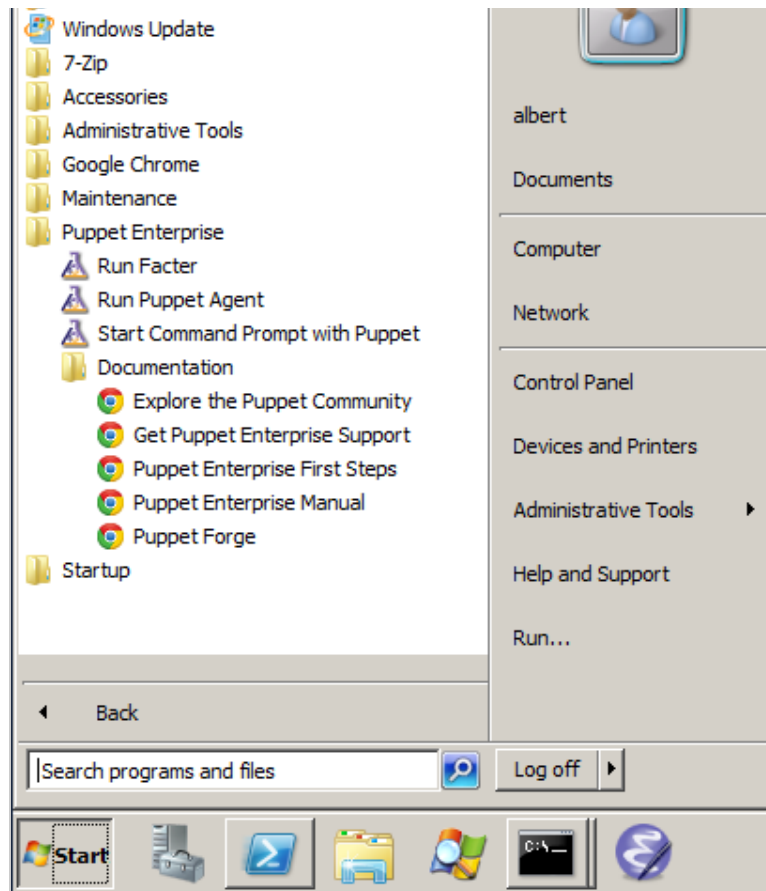 Windows Update
7-Zip
Accessories
Administrative Tools
Google Chrome
Maintenance
Puppet Enterprise
Run Facter
Run Puppet Agent
Start Command Prompt with Puppet
Documentation
Explore the Puppet Community
Get Puppet Enterprise Support
Puppet Enterprise First Steps
Puppet Enterprise Manual
Puppet Forge
Startup
Back
Search programs and files
albert
Documents
Computer
Network
Control Panel
Devices and Printers
Administrative Tools
Help and Support
Run...
Log off
Start
C:\_